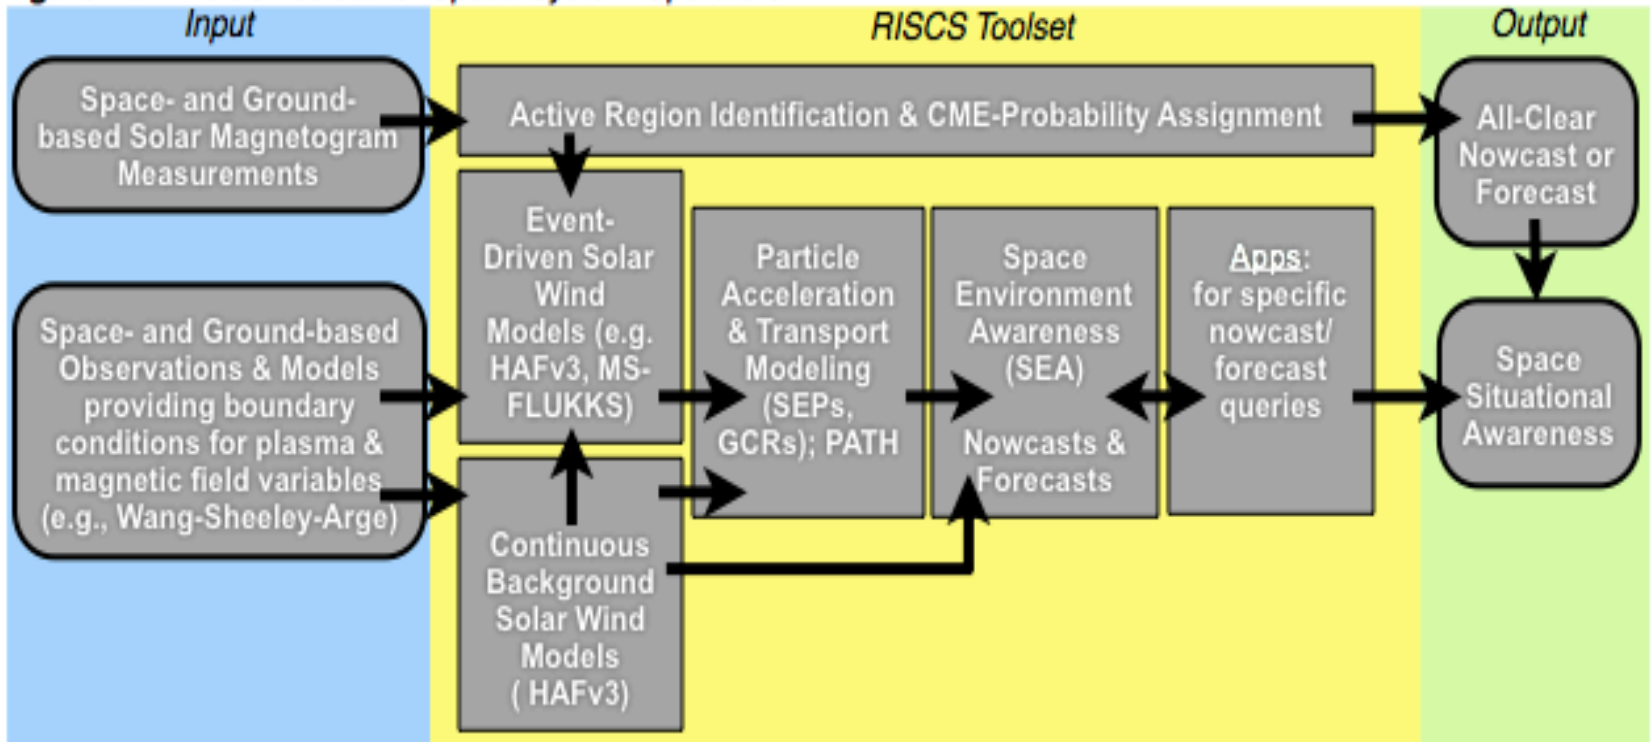 Input
RISCS Toolset
Output
Space- and Ground-
based Solar Magnetogram
Measurements
Active Region Identification & CME-Probability Assignment
All-Clear
Nowcast or
Forecast
Space- and Ground-based
Observations & Models
providing boundary
conditions for plasma &
magnetic field variables
(e.g., Wang-Sheeley-Arge)
Event-
Driven Solar
Wind
Models (e.g.
HAFv3, MS-
FLUKKS)
Particle
Acceleration
& Transport
Modeling
(SEPs,
GCRs); PATH
Space
Environment
Awareness
(SEA)
Nowcasts &
Forecasts
Apps:
for specific
nowcast/
forecast
queries
Space
Situational
Awareness
Continuous
Background
Solar Wind
Models
( HAFv3)